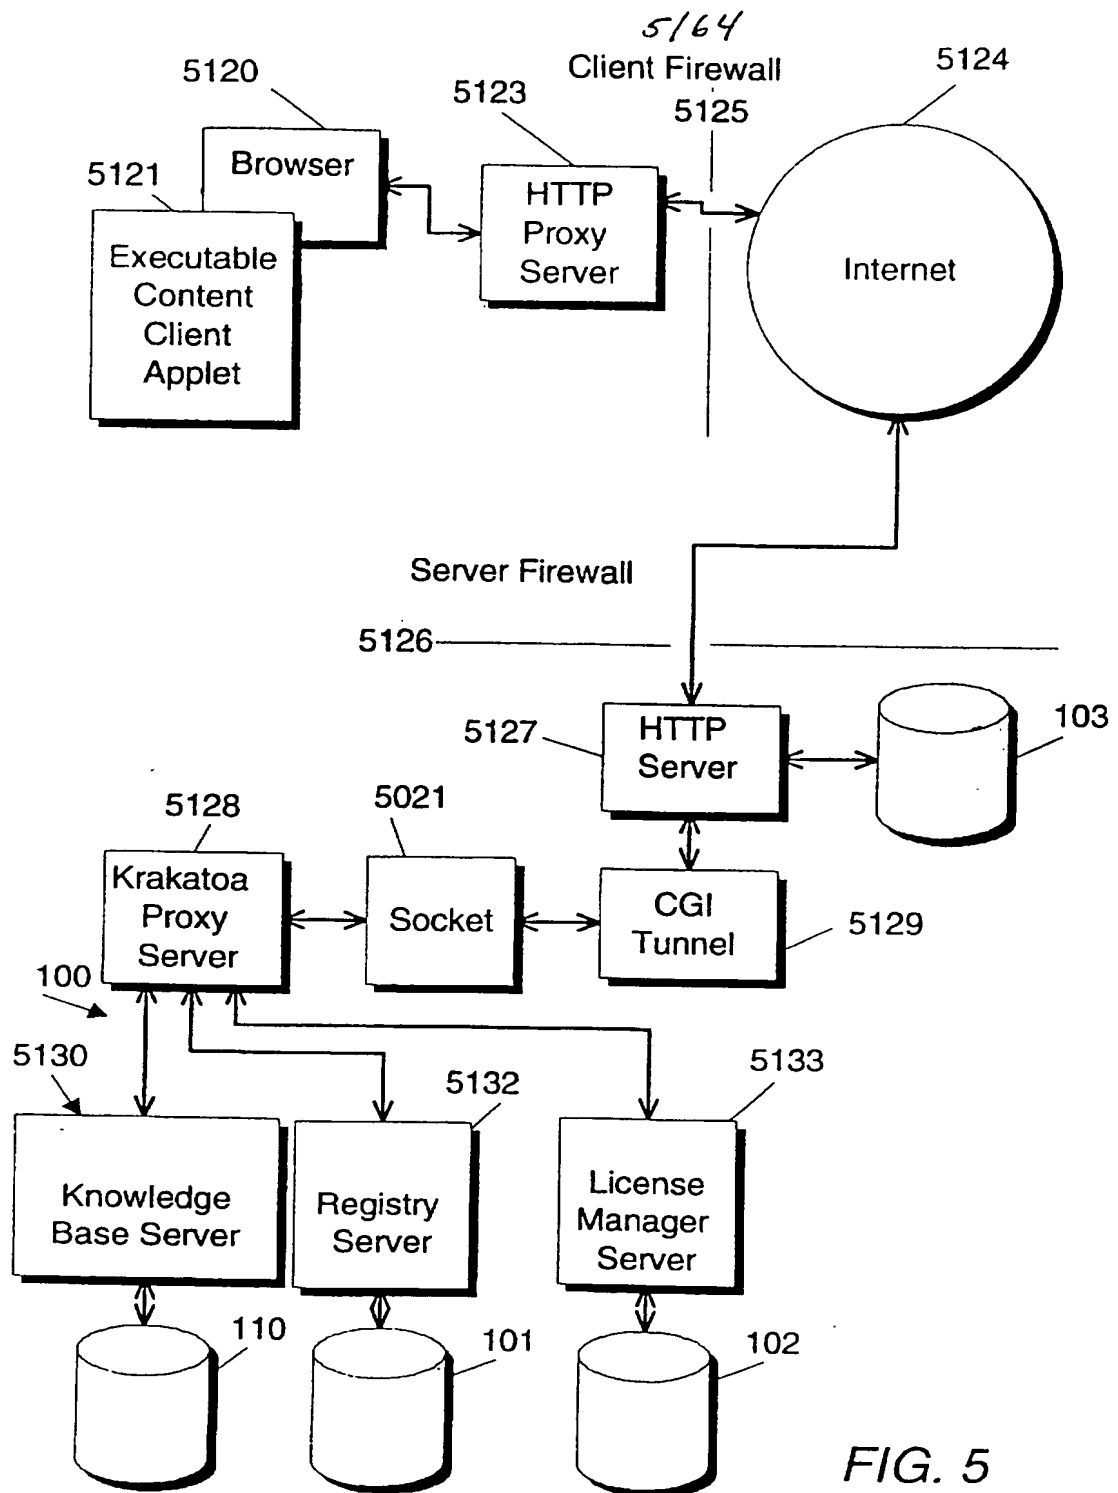 5/64
Client Firewall
5120
5123
5125
5124
5121
Browser
HTTP
Proxy
Server
Executable
Content
Client
Applet
Internet
Server Firewall
5126
5127
HTTP
Server
103
5128
5021
Krakatoa
Proxy
Server
Socket
CGI
Tunnel
5129
100
5130
5132
5133
Knowledge
Base Server
Registry
Server
License
Manager
Server
110
101
102
FIG. 5